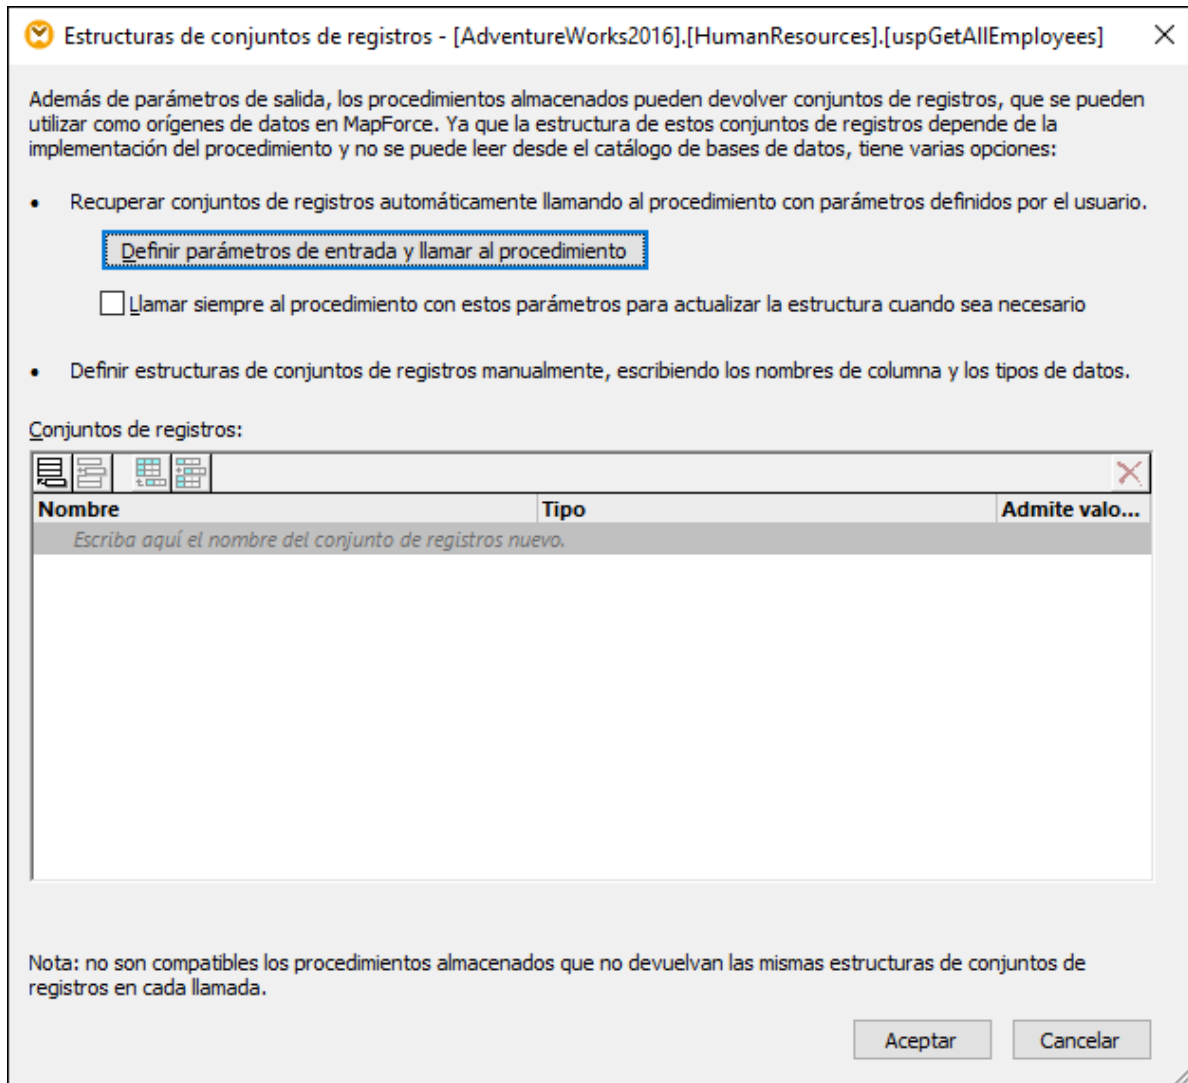 Estructuras de conjuntos de registros - [AdventureWorks2016].[HumanResources].[uspGetAllEmployees]
Además de parámetros de salida, los procedimientos almacenados pueden devolver conjuntos de registros, que se pueden
utilizar como orígenes de datos en MapForce. Ya que la estructura de estos conjuntos de registros depende de la
implementación del procedimiento y no se puede leer desde el catálogo de bases de datos, tiene varias opciones:
• Recuperar conjuntos de registros automáticamente llamando al procedimiento con parámetros definidos por el usuario.
Definir parámetros de entrada y llamar al procedimiento
Llamar siempre al procedimiento con estos parámetros para actualizar la estructura cuando sea necesario
• Definir estructuras de conjuntos de registros manualmente, escribiendo los nombres de columna y los tipos de datos.
Conjuntos de registros:
Nombre Tipo Admite valo...
Escriba aquí el nombre del conjunto de registros nuevo.
Nota: no son compatibles los procedimientos almacenados que no devuelvan las mismas estructuras de conjuntos de
registros en cada llamada.
Aceptar Cancelar